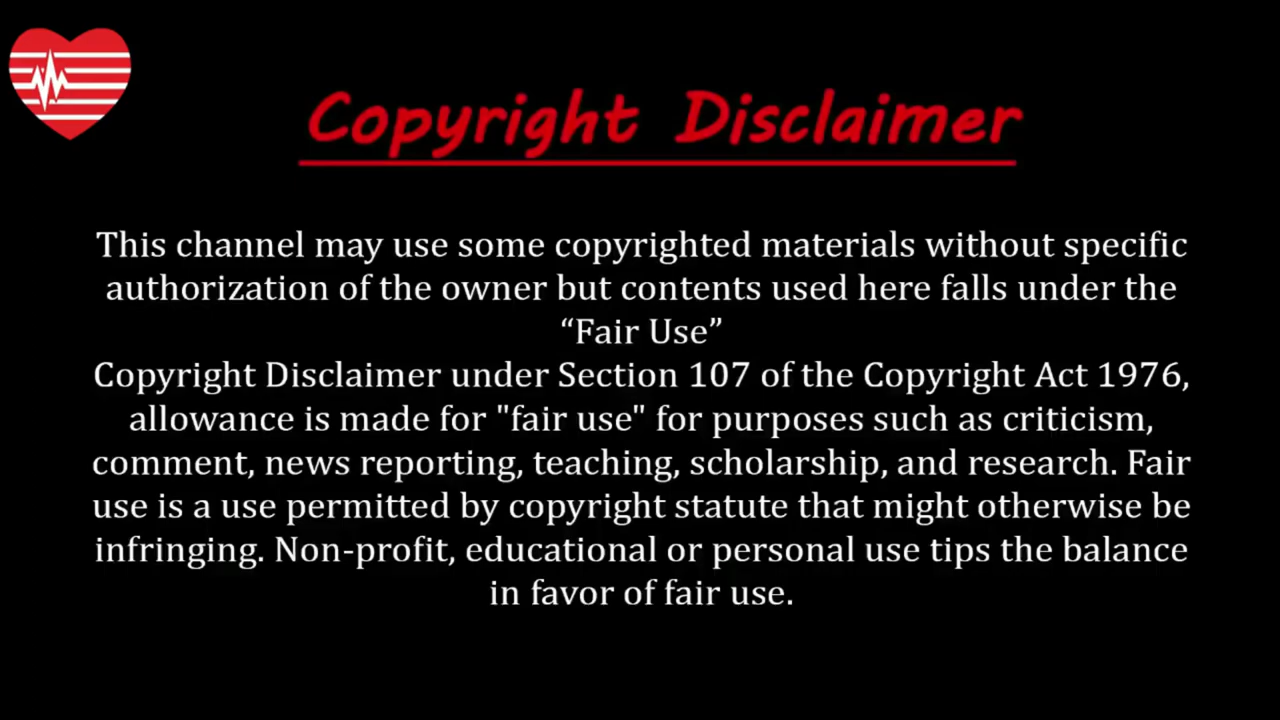 Copyright Disclaimer
This channel may use some copyrighted materials without specific
authorization of the owner but contents used here falls under the
“Fair Use”
Copyright Disclaimer under Section 107 of the Copyright Act 1976,
allowance is made for "fair use" for purposes such as criticism,
comment, news reporting, teaching, scholarship, and research. Fair
use is a use permitted by copyright statute that might otherwise be
infringing. Non-profit, educational or personal use tips the balance
in favor of fair use.